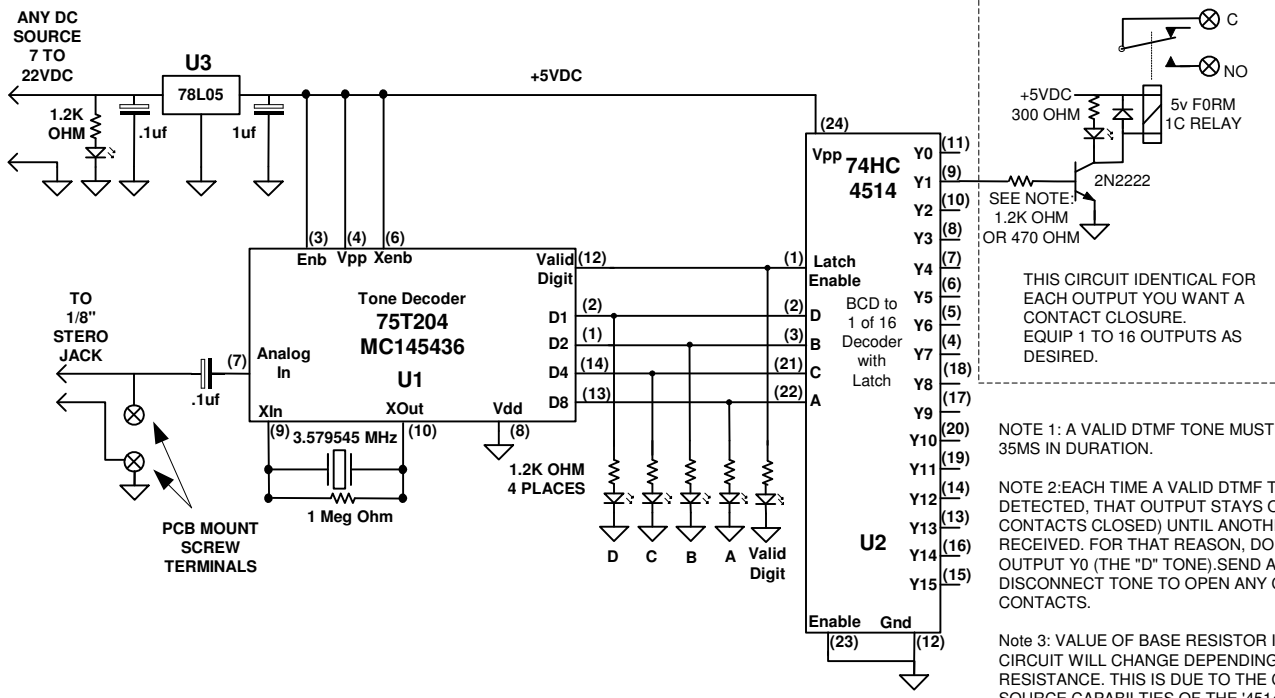 ANY DC
SOURCE
7 TO
22VDC
U3
78L05
+5VDC
1.2K
OHM
.1uf
1uf
(3) (4) (6)
Enb Vpp Xenb
Valid
Digit
(12)
Tone Decoder
75T204
MC145436
U1
D1 (2)
D2 (1)
D4 (14)
D8 (13)
TO
1/8"
STERO
JACK
.1uf
(7)
Analog
In
XIn
XOut
Vdd
(9)
(10)
(8)
3.579545 MHz
1 Meg Ohm
PCB MOUNT
SCREW
TERMINALS
1.2K OHM
4 PLACES
D
C
B
A
Valid
Digit
(24)
Vpp
74HC
4514
(1) Latch
Enable
(2) D
(3) B
(21) C
(22) A
BCD to
1 of 16
Decoder
with
Latch
U2
Y0 (11)
Y1 (9)
Y2 (10)
Y3 (8)
Y4 (7)
Y5 (6)
Y6 (5)
Y7 (4)
Y8 (18)
Y9 (17)
Y10 (20)
Y11 (19)
Y12 (14)
Y13 (13)
Y14 (16)
Y15 (15)
Enable
Gnd
(23)
(12)
C
NO
+5VDC
300 OHM
5v F0RM
1C RELAY
2N2222
SEE NOTE:
1.2K OHM
OR 470 OHM
THIS CIRCUIT IDENTICAL FOR
EACH OUTPUT YOU WANT A
CONTACT CLOSURE.
EQUIP 1 TO 16 OUTPUTS AS
DESIRED.
NOTE 1: A VALID DTMF TONE MUST
35MS IN DURATION.
NOTE 2:EACH TIME A VALID DTMF T
DETECTED, THAT OUTPUT STAYS
CONTACTS CLOSED) UNTIL
RECEIVED. FOR THAT REASON, DO
OUTPUT Y0 (THE "D" TONE).SEND A
DISCONNECT TONE TO OPEN ANY
CONTACTS.
Note 3: VALUE OF BASE RESISTOR
CIRCUIT WILL CHANGE DEPENDING
RESISTANCE. THIS IS DUE TO THE
SOURCE CAPABILTIES OF THE '4514